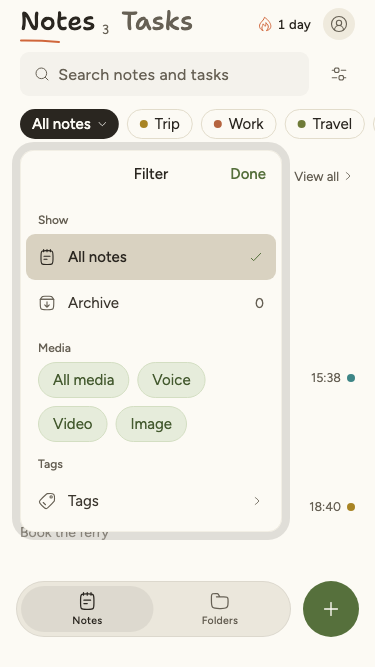 Notes 3 Tasks 1 day
Search notes and tasks
All notes Trip Work Travel
Filter Done View all
Show
All notes
Archive 0
Media
All media Voice
15:38
Video Image
Tags
Tags
18:40
Book the ferry
Notes Folders